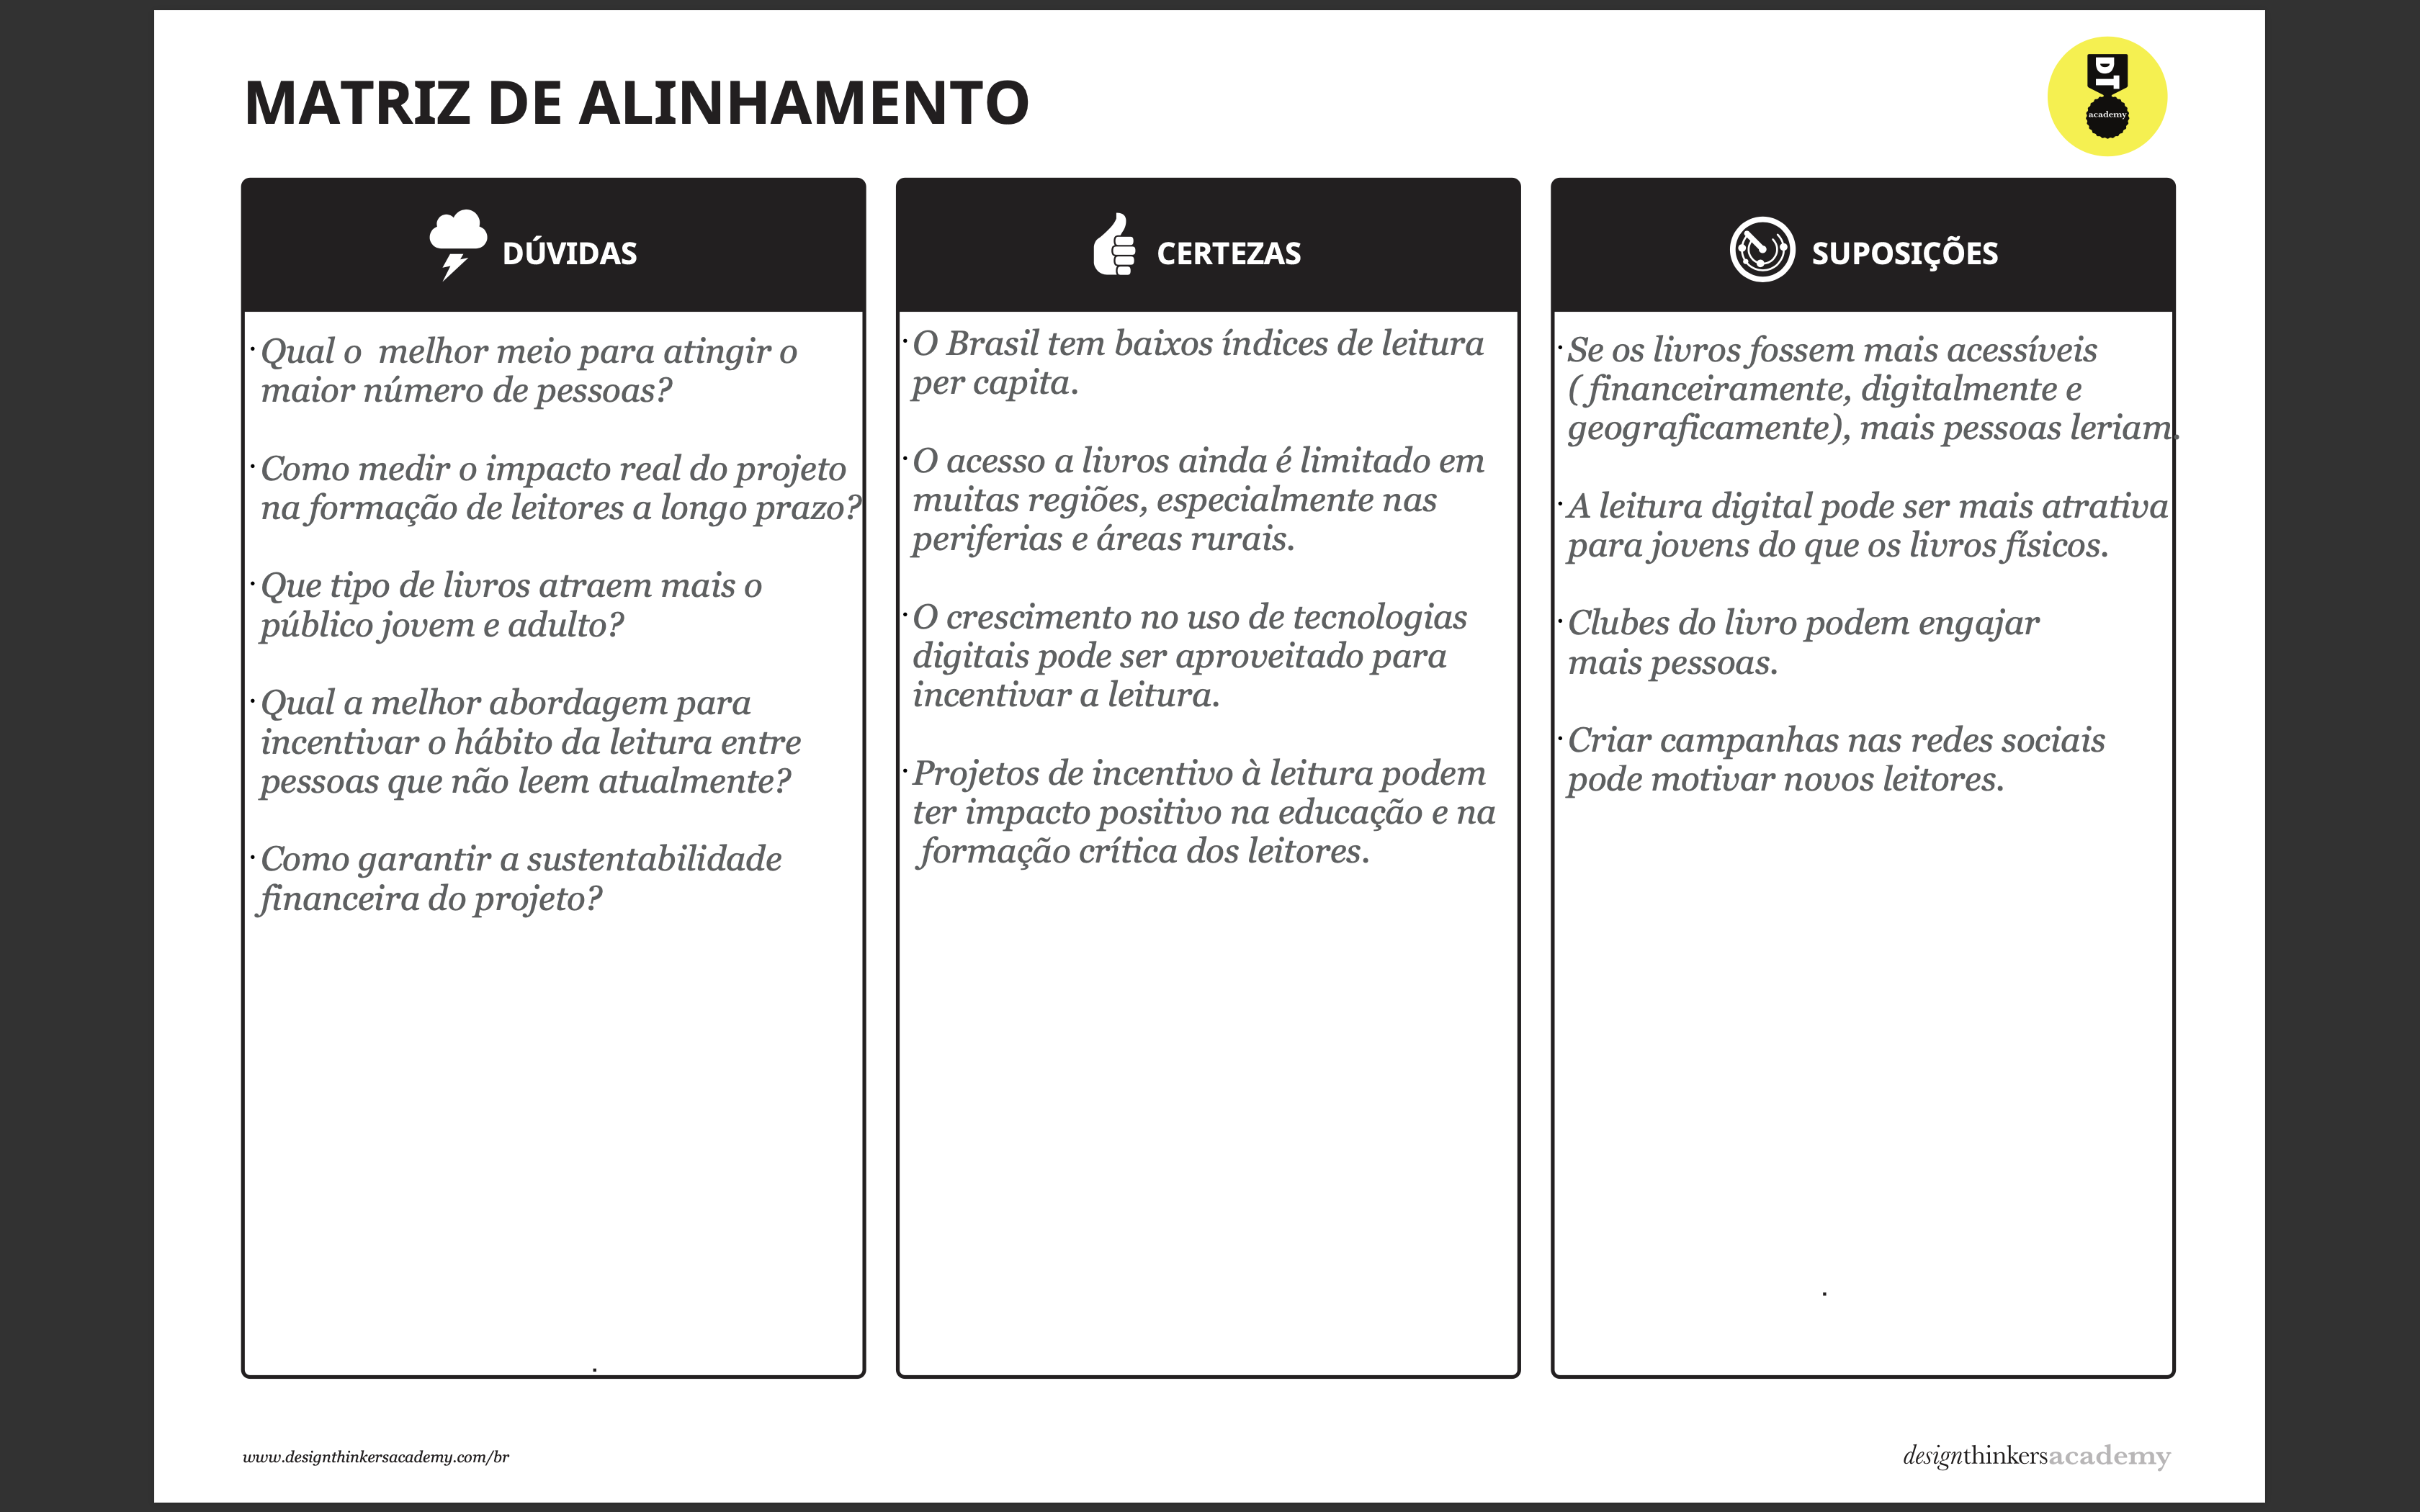 MATRIZ DE ALINHAMENTO
DT
academy
DÚVIDAS
· Qual o  melhor meio para atingir o
maior número de pessoas?
· Como medir o impacto real do projeto
na formação de leitores a longo prazo?
· Que tipo de livros atraem mais o
público jovem e adulto?
· Qual a melhor abordagem para
incentivar o hábito da leitura entre
pessoas que não leem atualmente?
· Como garantir a sustentabilidade
financeira do projeto?
.
CERTEZAS
· O Brasil tem baixos índices de leitura
per capita.
· O acesso a livros ainda é limitado em
muitas regiões, especialmente nas
periferias e áreas rurais.
· O crescimento no uso de tecnologias
digitais pode ser aproveitado para
incentivar a leitura.
· Projetos de incentivo à leitura podem
ter impacto positivo na educação e na
formação crítica dos leitores.
SUPOSIÇÕES
· Se os livros fossem mais acessíveis
(financeiramente, digitalmente e
geograficamente), mais pessoas leriam.
· A leitura digital pode ser mais atrativa
para jovens do que os livros físicos.
· Clubes do livro podem engajar
mais pessoas.
· Criar campanhas nas redes sociais
pode motivar novos leitores.
.
www.designthinkersacademy.com/br
designthinkersacademy